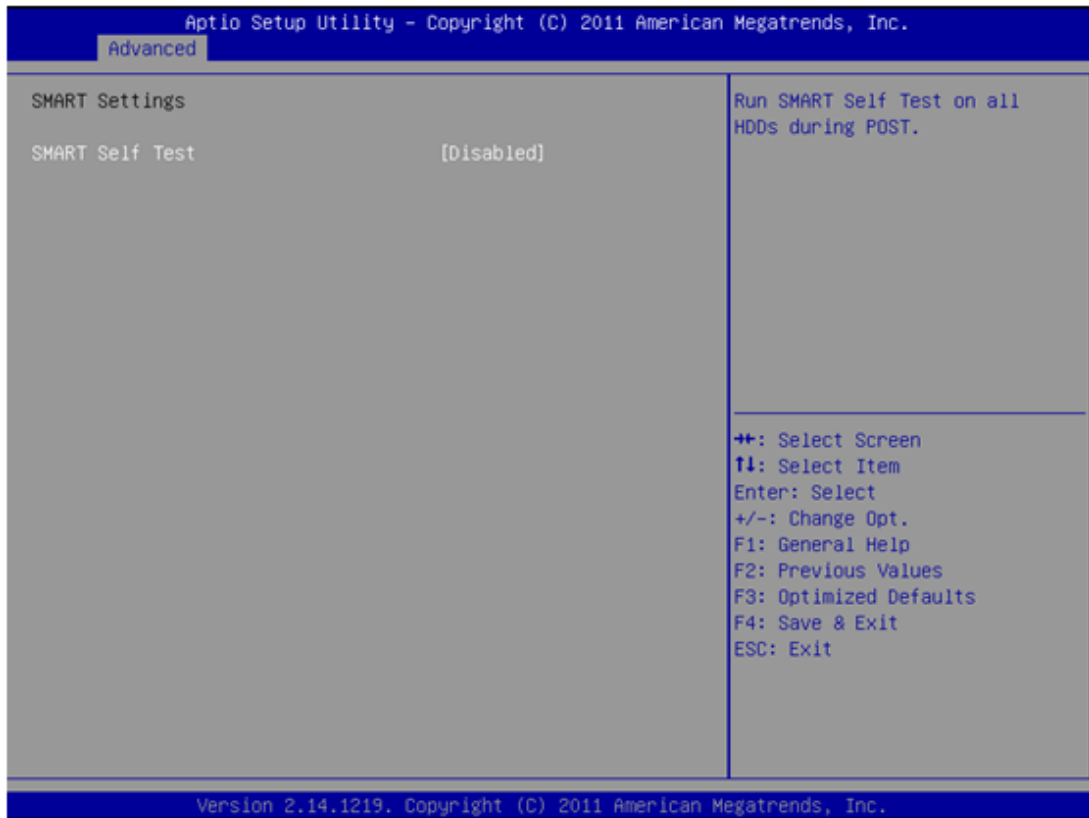 Aptio Setup Utility – Copyright (C) 2011 American Megatrends, Inc.
Advanced
SMART Settings
SMART Self Test [Disabled]
Run SMART Self Test on all
HDDs during POST.
→←: Select Screen
↑↓: Select Item
Enter: Select
+/-: Change Opt.
F1: General Help
F2: Previous Values
F3: Optimized Defaults
F4: Save & Exit
ESC: Exit
Version 2.14.1219. Copyright (C) 2011 American Megatrends, Inc.